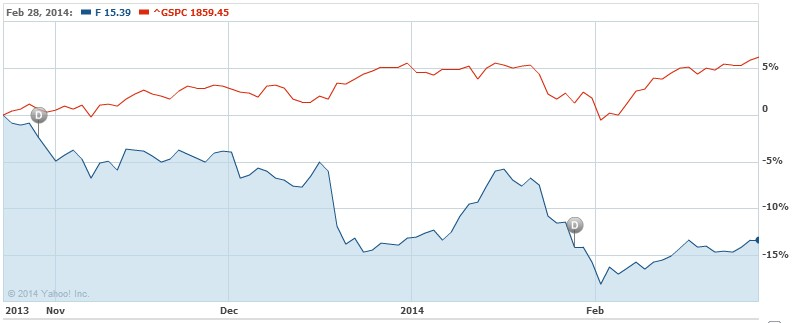 Feb 28, 2014: F 15.39 ^GSPC 1859.45
5%
0
D
-5%
-10%
D
-15%
© 2014 Yahoo! Inc.
2013 Nov Dec 2014 Feb